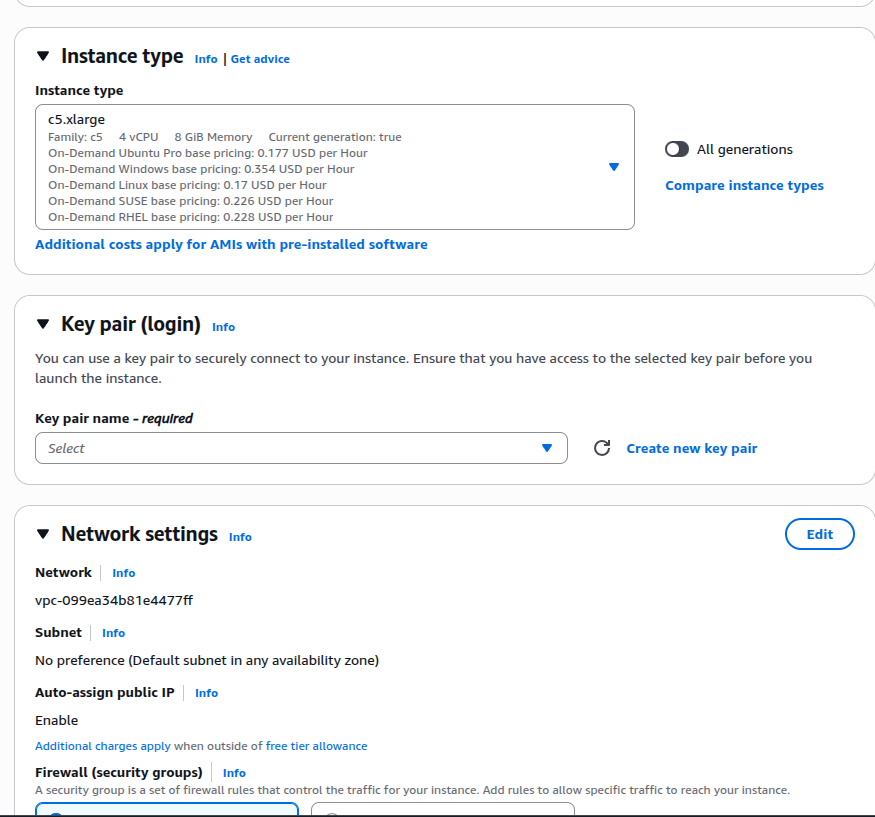 Instance type Info | Get advice
Instance type
c5.xlarge
Family: c5 4 vCPU 8 GiB Memory Current generation: true
On-Demand Ubuntu Pro base pricing: 0.177 USD per Hour
On-Demand Windows base pricing: 0.354 USD per Hour
On-Demand Linux base pricing: 0.17 USD per Hour
On-Demand SUSE base pricing: 0.226 USD per Hour
On-Demand RHEL base pricing: 0.228 USD per Hour
All generations
Compare instance types
Additional costs apply for AMIs with pre-installed software
Key pair (login) Info
You can use a key pair to securely connect to your instance. Ensure that you have access to the selected key pair before you
launch the instance.
Key pair name - required
Select
Create new key pair
Network settings Info
Edit
Network Info
vpc-099ea34b81e4477ff
Subnet Info
No preference (Default subnet in any availability zone)
Auto-assign public IP Info
Enable
Additional charges apply when outside of free tier allowance
Firewall (security groups) Info
A security group is a set of firewall rules that control the traffic for your instance. Add rules to allow specific traffic to reach your instance.